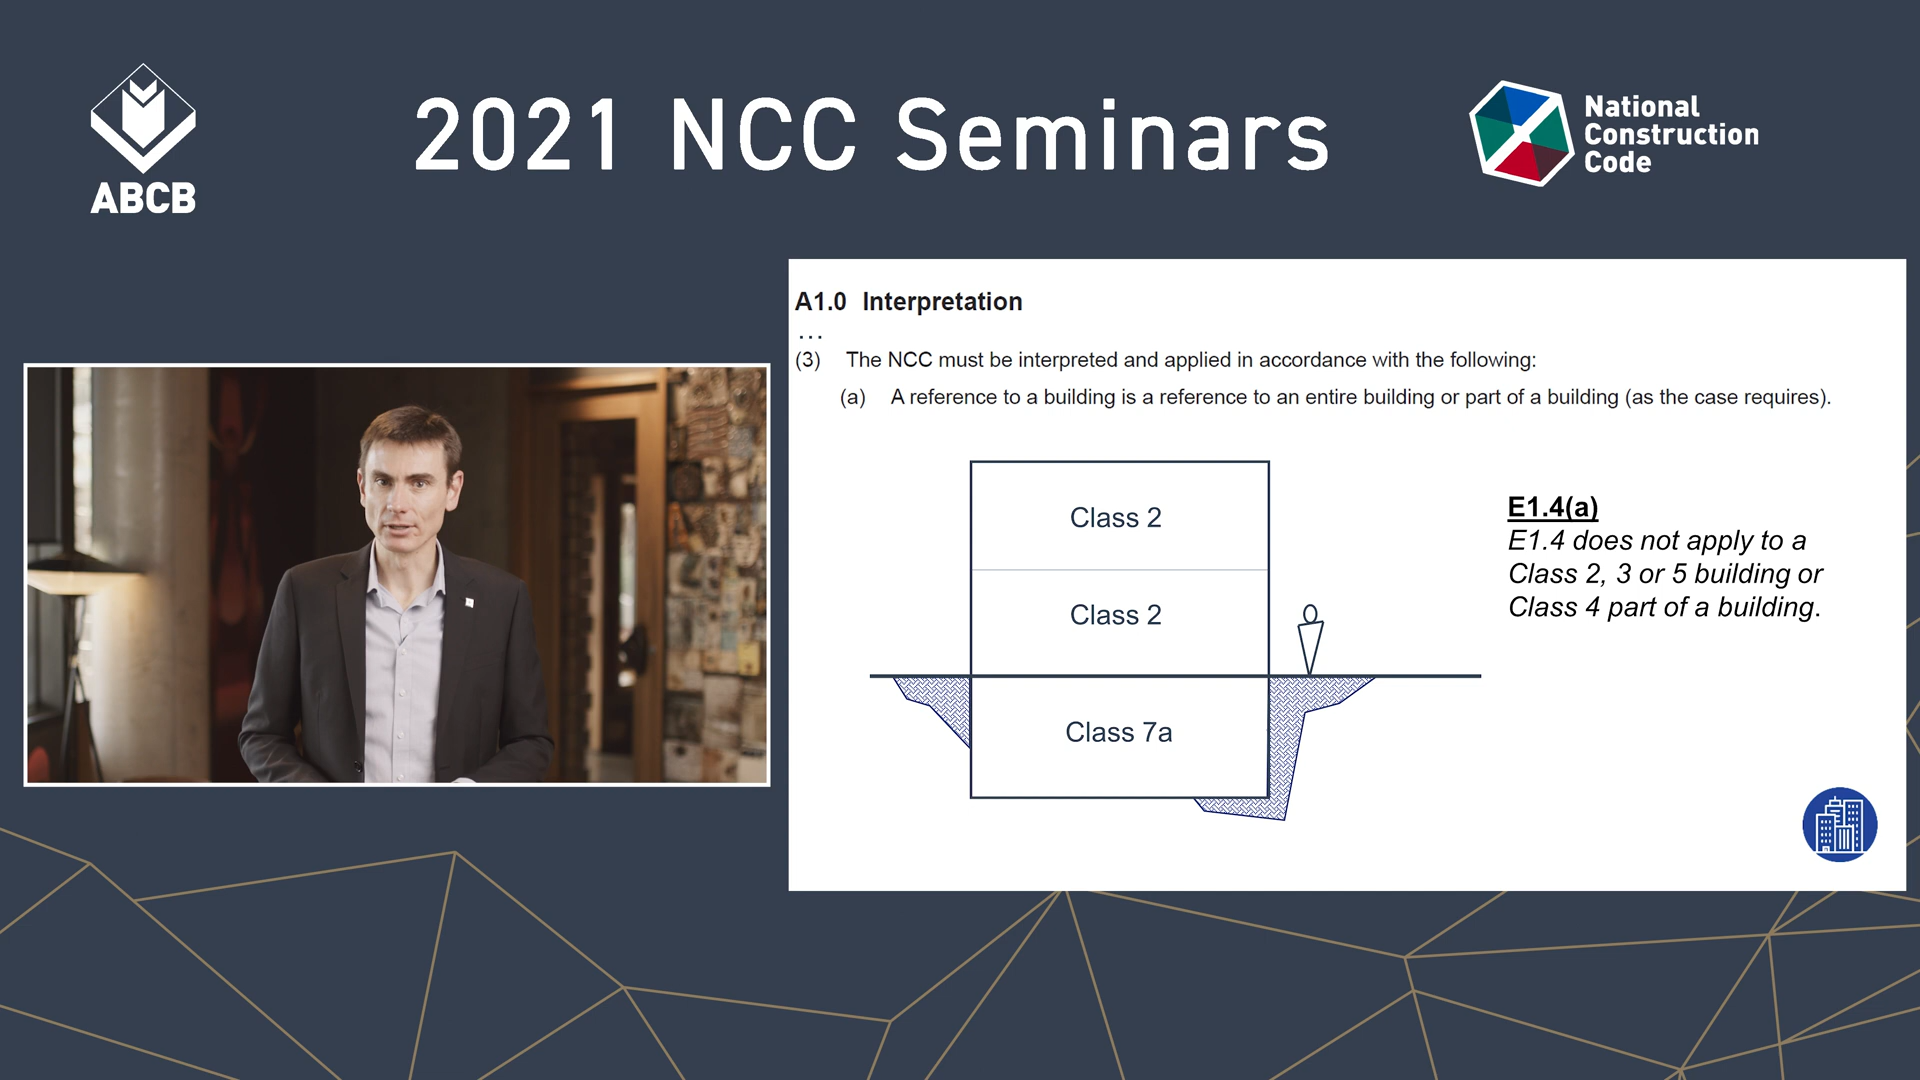 ABCB
2021 NCC Seminars
National
Construction
Code
A1.0 Interpretation
...
(3) The NCC must be interpreted and applied in accordance with the following:
(a) A reference to a building is a reference to an entire building or part of a building (as the case requires).
Class 2
Class 2
Class 7a
E1.4(a)
E1.4 does not apply to a
Class 2, 3 or 5 building or
Class 4 part of a building.